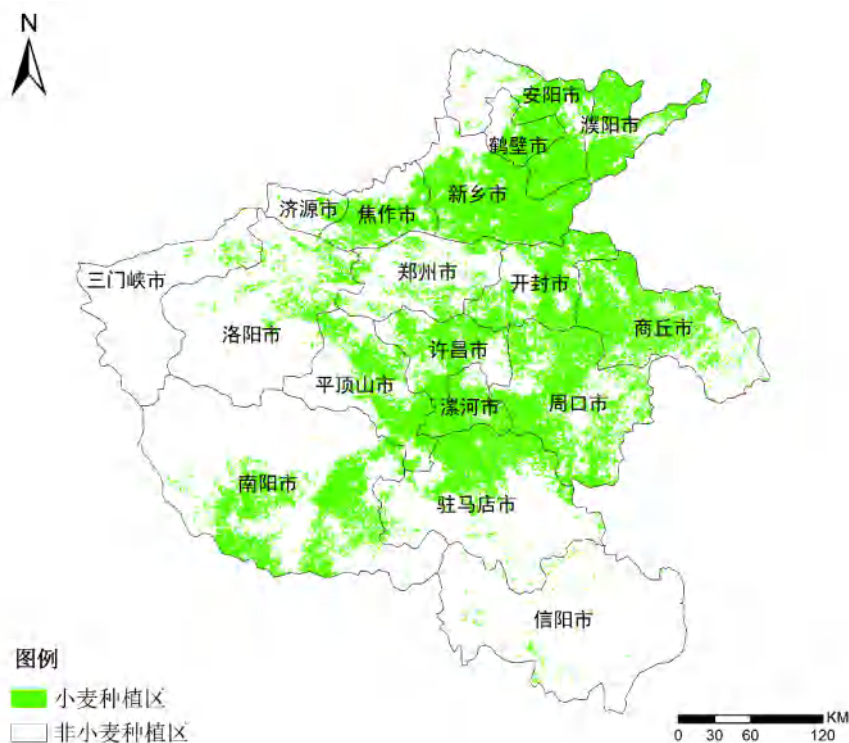 N
安阳市
濮阳市
鹤壁市
新乡市
济源市
焦作市
三门峡市
郑州市
开封市
洛阳市
商丘市
许昌市
平顶山市
漯河市
周口市
南阳市
驻马店市
信阳市
图例
小麦种植区
非小麦种植区
KM
0 30 60 120